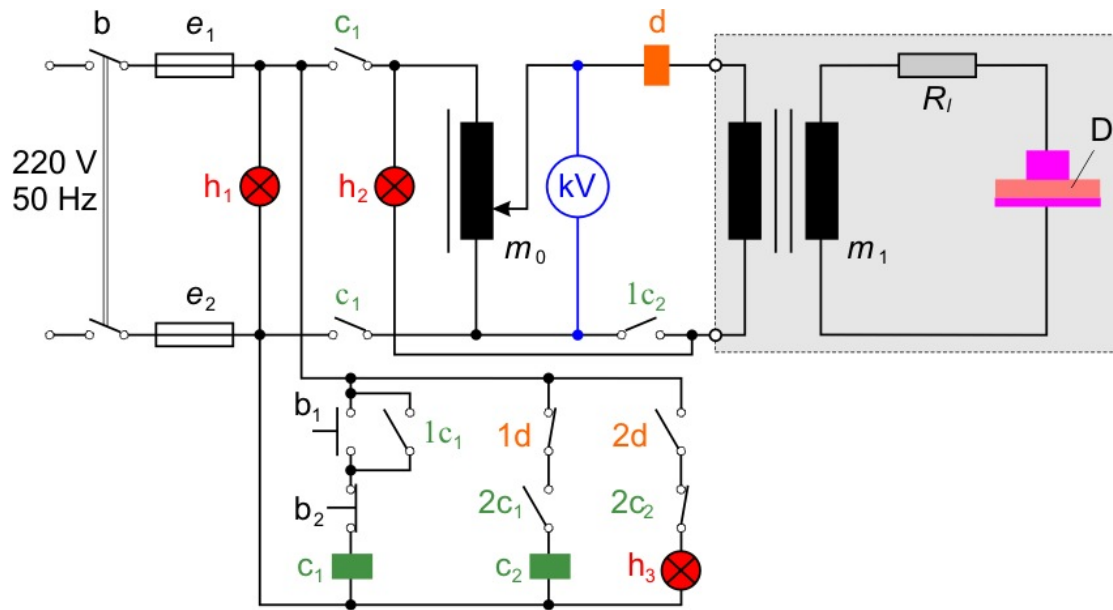 b
e₁
c₁
d
220 V
50 Hz
h₁
h₂
m₀
kV
R_l
D
m₁
e₂
c₁
1c₂
b₁
1c₁
1d
2d
b₂
2c₁
2c₂
c₁
c₂
h₃